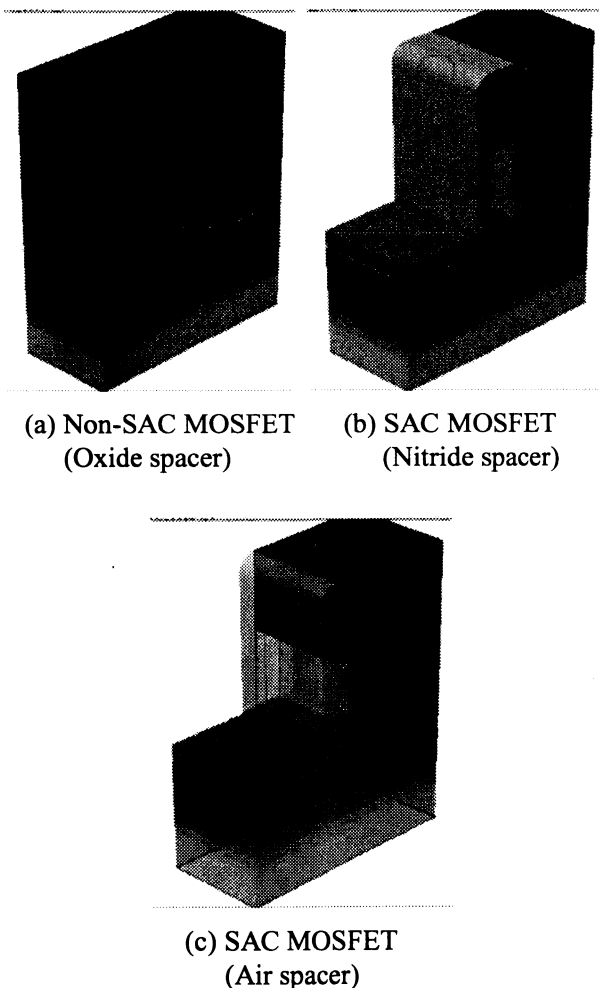 (a) Non-SAC MOSFET
(Oxide spacer)
(b) SAC MOSFET
(Nitride spacer)
(c) SAC MOSFET
(Air spacer)